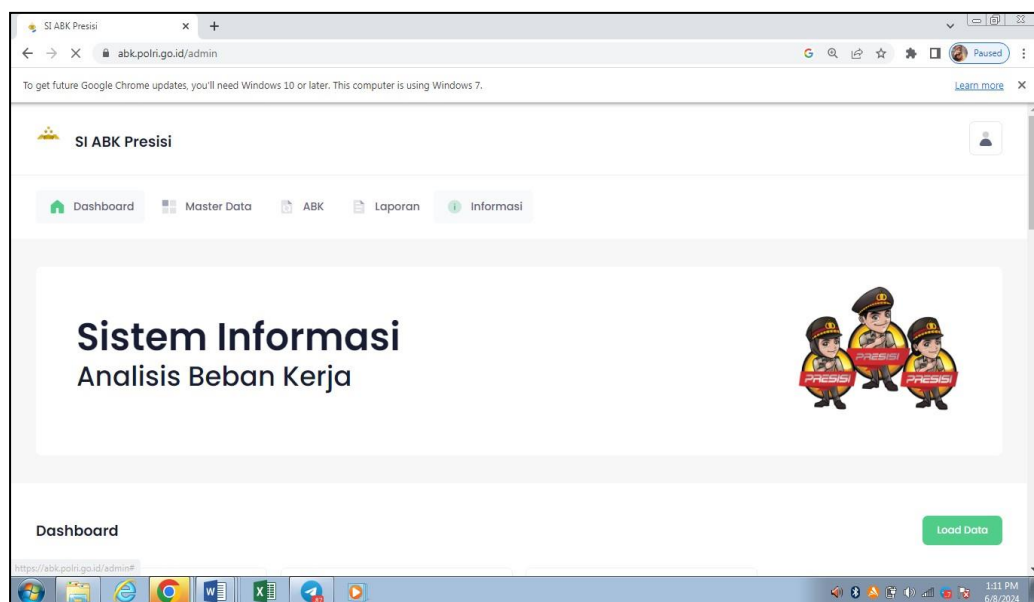 SI ABK Presisi
abk.polri.go.id/admin
Paused
To get future Google Chrome updates, you'll need Windows 10 or later. This computer is using Windows 7.
Learn more
SI ABK Presisi
Dashboard
Master Data
ABK
Laporan
Informasi
Sistem Informasi
Analisis Beban Kerja
PRESISI
PRESISI
PRESISI
Dashboard
Load Data
https://abk.polri.go.id/admin#
1:11 PM
6/8/2024